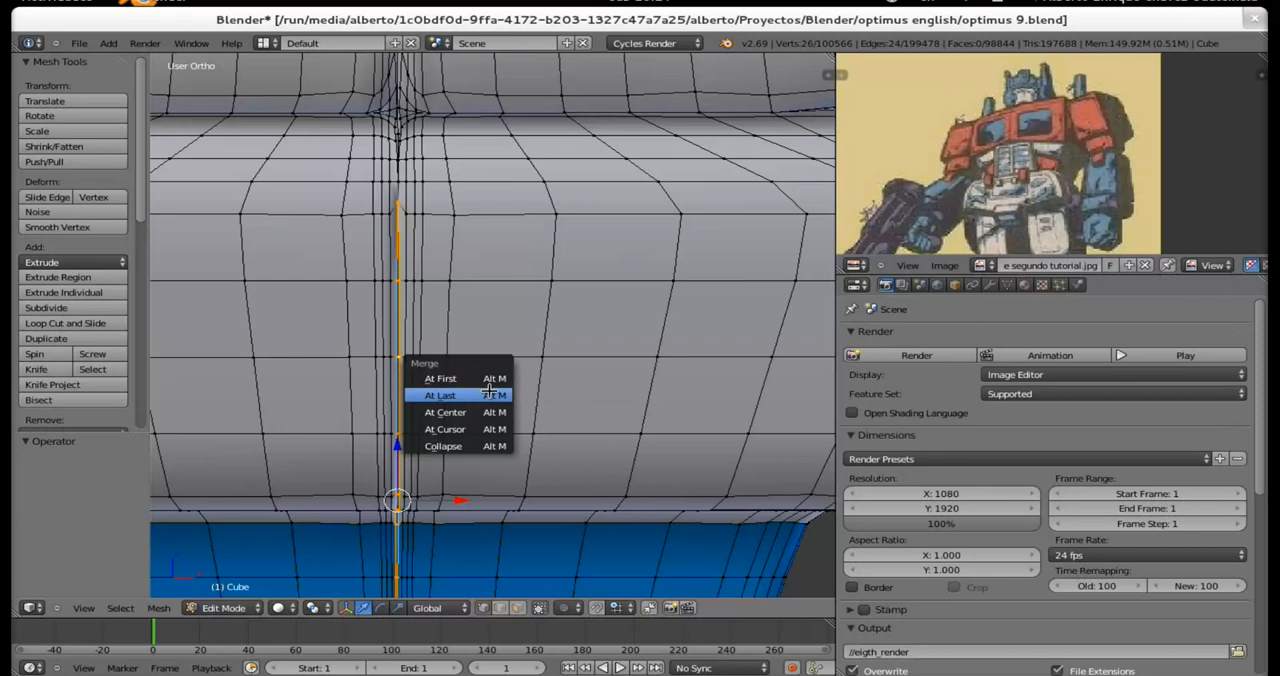 Blender* [/run/media/alberto/1c0bdf0d-9ffa-4172-b203-1327c47a7a25/alberto/Proyectos/Blender/optimus english/optimus 9.blend]
File Add Render Window Help Default Scene Cycles Render v2.69 | Verts:26/100566 | Edges:24/199478 | Faces:0/98844 | Tris:197688 | Mem:149.92M (0.51M) | Cube
Mesh Tools
Transform:
Translate
Rotate
Scale
Shrink/Fatten
Push/Pull
Deform:
Slide Edge Vertex
Noise
Smooth Vertex
Add:
Extrude
Extrude Region
Extrude Individual
Subdivide
Loop Cut and Slide
Duplicate
Spin Screw
Knife Select
Knife Project
Bisect
Remove:
Operator
User Ortho
Merge
At First Alt M
At Last Alt M
At Center Alt M
At Cursor Alt M
Collapse Alt M
(1) Cube
View Select Mesh Edit Mode Global
-40 -20 0 20 40 60 80 100 120 140 160 180 200 220 240 260
View Marker Frame Playback Start: 1 End: 1 1 No Sync
View Image e segundo tutorial.jpg F View
Scene
Render
Render Animation Play
Display: Image Editor
Feature Set: Supported
Open Shading Language
Dimensions
Render Presets
Resolution: Frame Range:
X: 1080 Start Frame: 1
Y: 1920 End Frame: 1
100% Frame Step: 1
Aspect Ratio: Frame Rate:
X: 1.000 24 fps
Y: 1.000 Time Remapping:
Border Crop Old: 100 New: 100
Stamp
Output
//eigth_render
Overwrite File Extensions